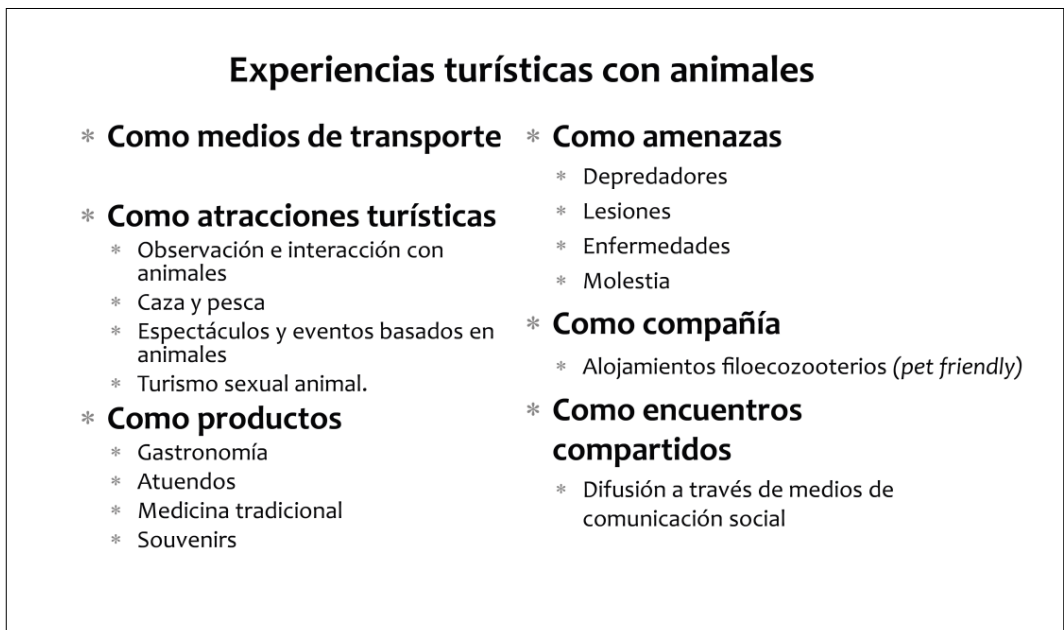 Experiencias turísticas con animales
* Como medios de transporte
* Como atracciones turísticas
* Observación e interacción con
animales
* Caza y pesca
* Espectáculos y eventos basados en
animales
* Turismo sexual animal.
* Como productos
* Gastronomía
* Atuendos
* Medicina tradicional
* Souvenirs
* Como amenazas
* Depredadores
* Lesiones
* Enfermedades
* Molestia
* Como compañía
* Alojamientos filoecozooterios (pet friendly)
* Como encuentros
compartidos
* Difusión a través de medios de
comunicación social